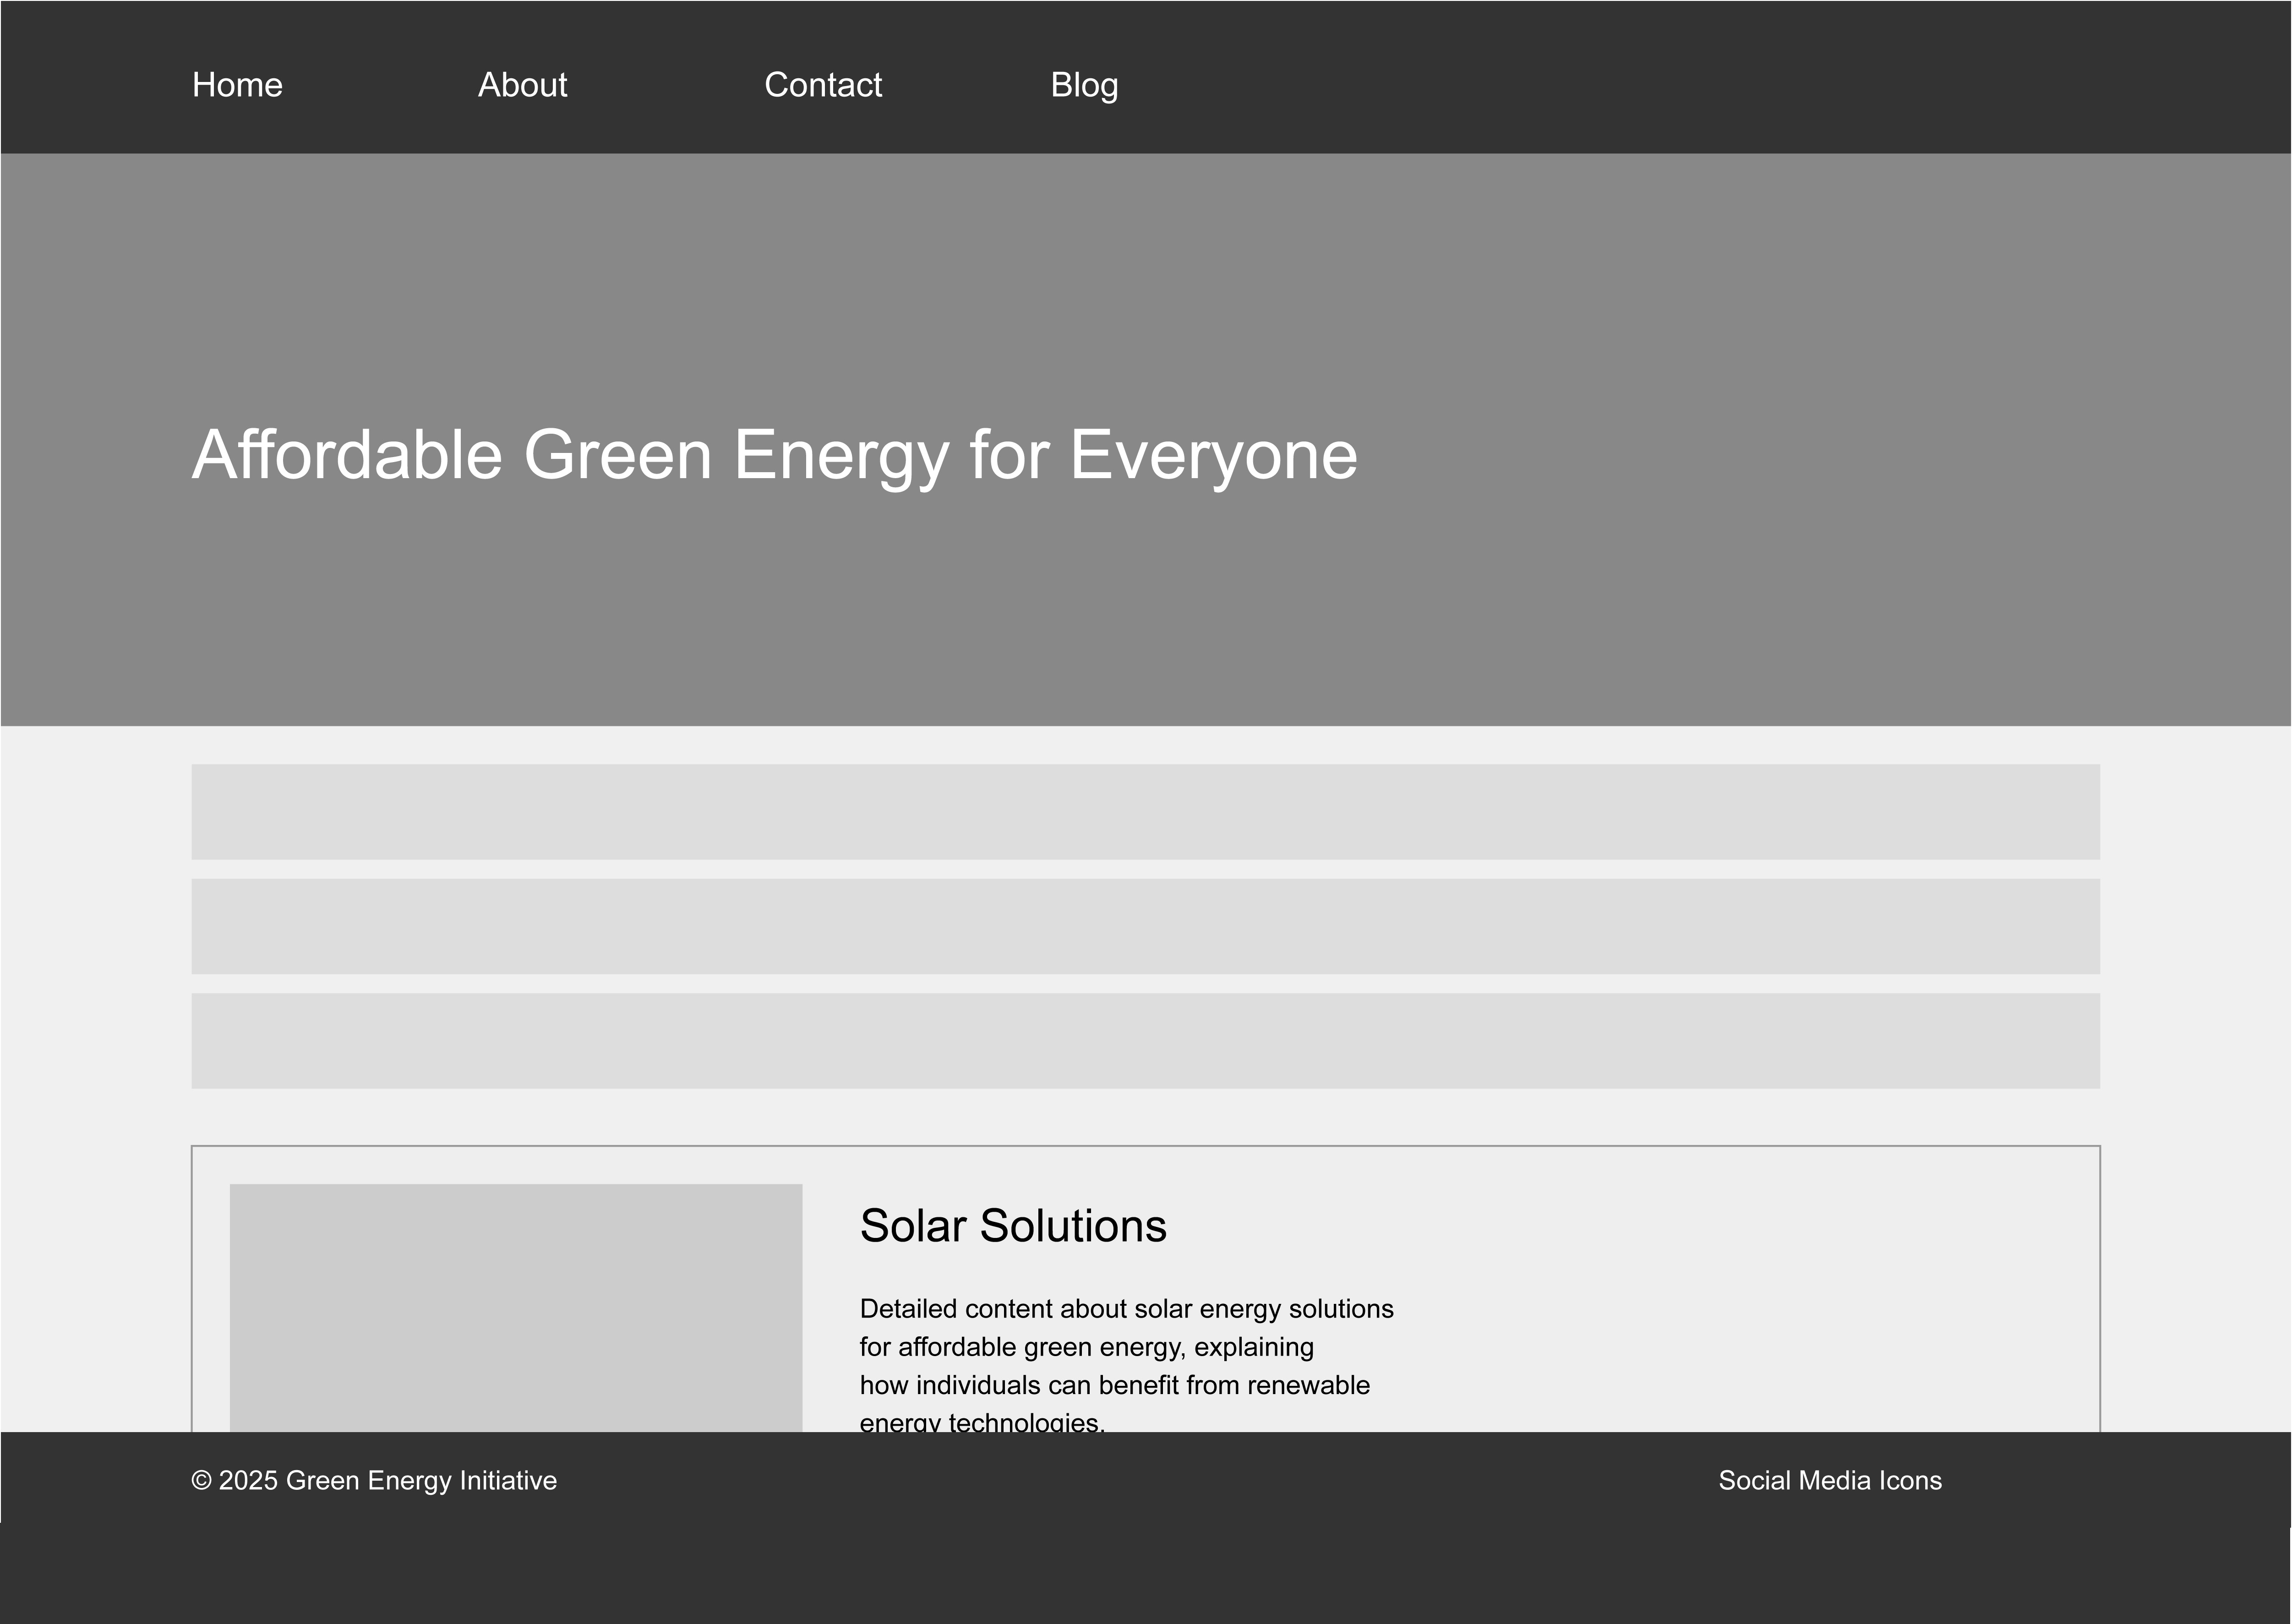 Home About Contact Blog
Affordable Green Energy for Everyone
Solar Solutions
Detailed content about solar energy solutions
for affordable green energy, explaining
how individuals can benefit from renewable
energy technologies.
© 2025 Green Energy Initiative Social Media Icons